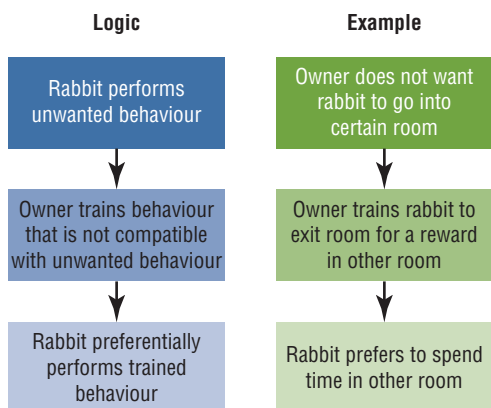 Logic
Rabbit performs
unwanted behaviour
Owner trains behaviour
that is not compatible
with unwanted behaviour
Rabbit preferentially
performs trained
behaviour
Example
Owner does not want
rabbit to go into
certain room
Owner trains rabbit to
exit room for a reward
in other room
Rabbit prefers to spend
time in other room